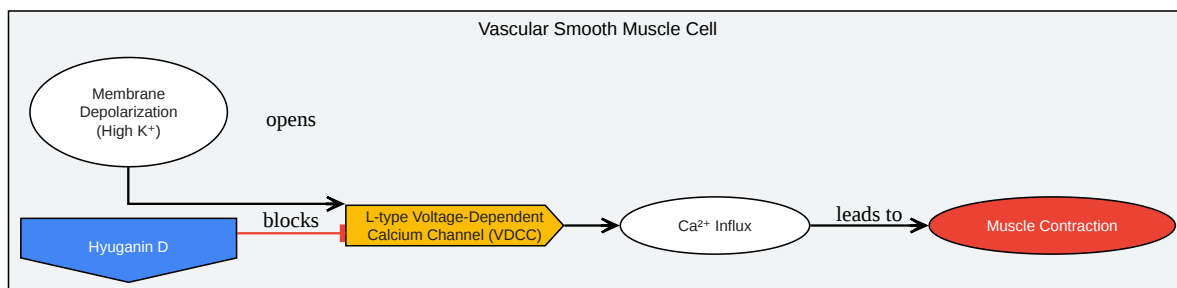 Vascular Smooth Muscle Cell
Membrane
Depolarization
(High K⁺)
opens
blocks
Hyuganin D
L-type Voltage-Dependent
Calcium Channel (VDCC)
Ca²⁺ Influx
leads to
Muscle Contraction